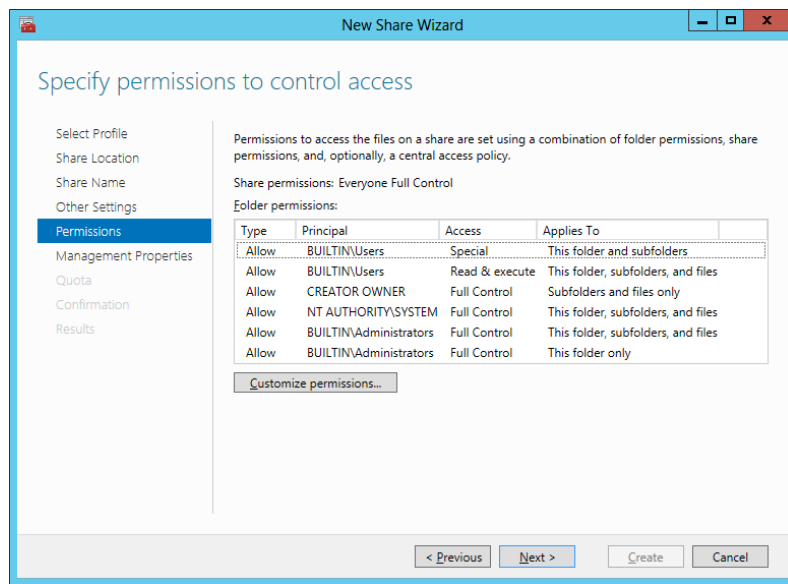 New Share Wizard
Specify permissions to control access
Select Profile
Share Location
Share Name
Other Settings
Permissions
Management Properties
Quota
Confirmation
Results
Permissions to access the files on a share are set using a combination of folder permissions, share
permissions, and, optionally, a central access policy.
Share permissions: Everyone Full Control
Folder permissions:
Type Principal Access Applies To
Allow BUILTIN\Users Special This folder and subfolders
Allow BUILTIN\Users Read & execute This folder, subfolders, and files
Allow CREATOR OWNER Full Control Subfolders and files only
Allow NT AUTHORITY\SYSTEM Full Control This folder, subfolders, and files
Allow BUILTIN\Administrators Full Control This folder, subfolders, and files
Allow BUILTIN\Administrators Full Control This folder only
Customize permissions...
< Previous Next > Create Cancel